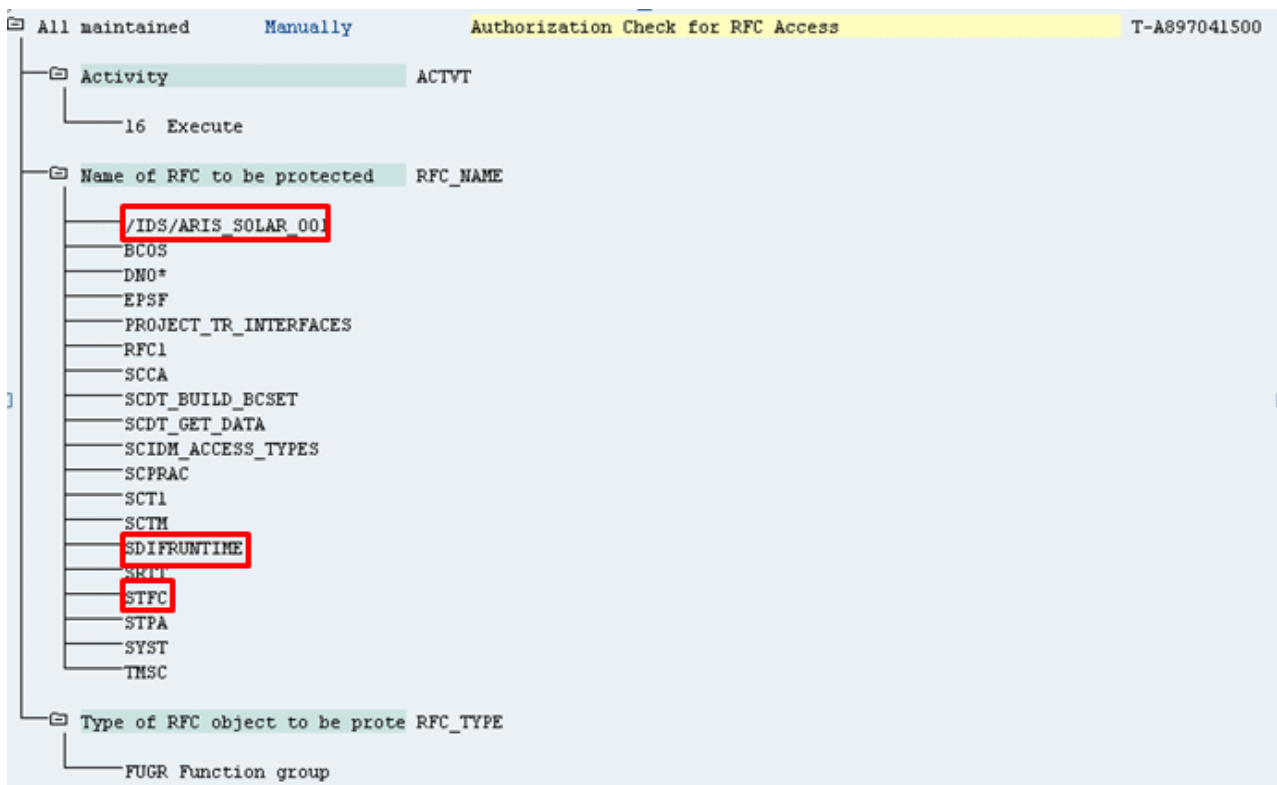 All maintained Manually Authorization Check for RFC Access T-A897041500
Activity ACTVT
16 Execute
Name of RFC to be protected RFC_NAME
/IDS/ARIS_SOLAR_001
BCOS
DNO*
EPSF
PROJECT_TR_INTERFACES
RFC1
SCCA
SCDT_BUILD_BCSET
SCDT_GET_DATA
SCIDM_ACCESS_TYPES
SCPRAC
SCT1
SCTM
SDIFRUNTIME
SRTT
STFC
STPA
SYST
TMSC
Type of RFC object to be prote RFC_TYPE
FUGR Function group